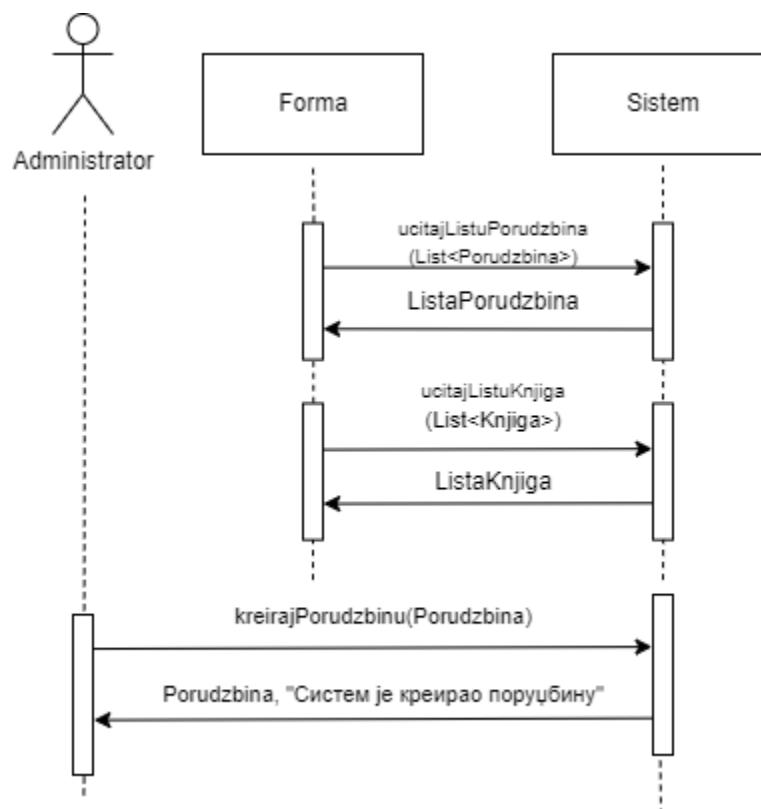 Administrator
Forma
Sistem
ucitajListuPorudzbina
(List<Porudzbina>)
ListaPorudzbina
ucitajListuKnjiga
(List<Knjiga>)
ListaKnjiga
kreirajPorudzbinu(Porudzbina)
Porudzbina, "Систем је креирао поруџбину"